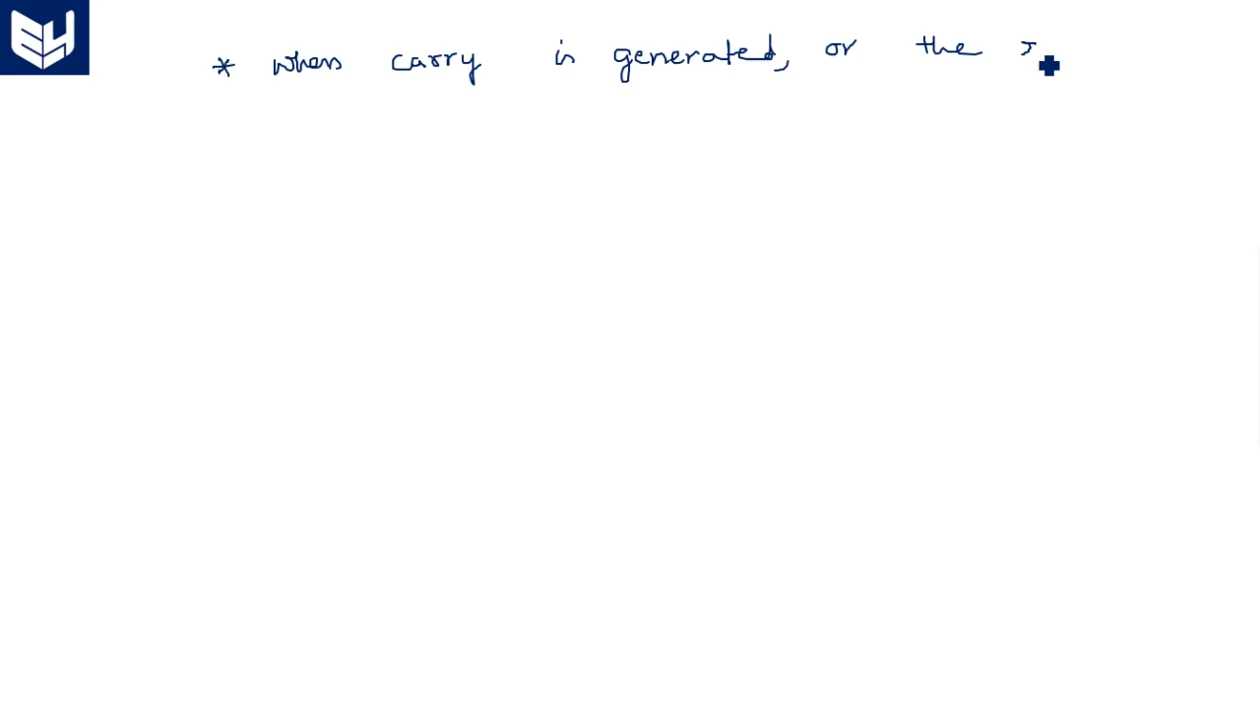 * when carry is generated, or the